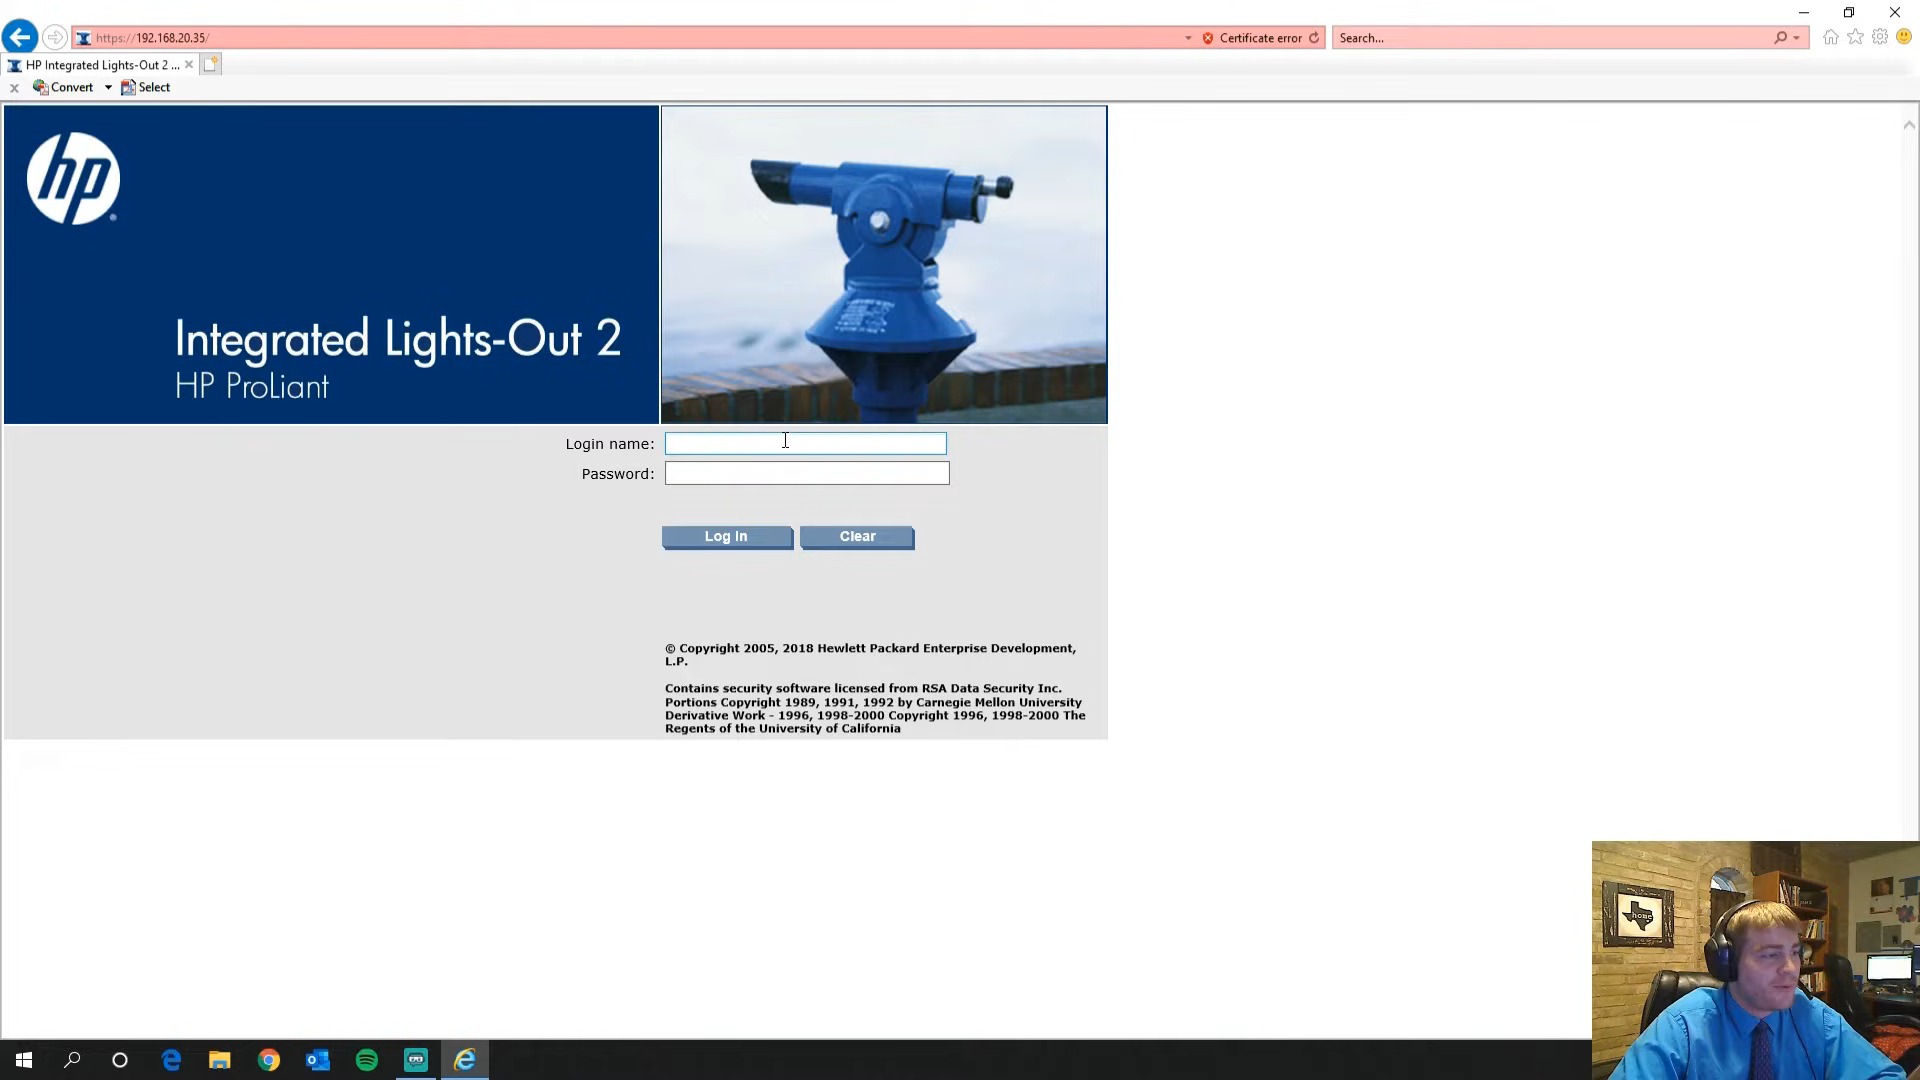 https://192.168.20.35/
Certificate error
Search...
HP Integrated Lights-Out 2 ...
x Convert Select
hp
Integrated Lights-Out 2
HP ProLiant
Login name:
Password:
Log In Clear
© Copyright 2005, 2018 Hewlett Packard Enterprise Development,
L.P.
Contains security software licensed from RSA Data Security Inc.
Portions Copyright 1989, 1991, 1992 by Carnegie Mellon University
Derivative Work - 1996, 1998-2000 Copyright 1996, 1998-2000 The
Regents of the University of California
home